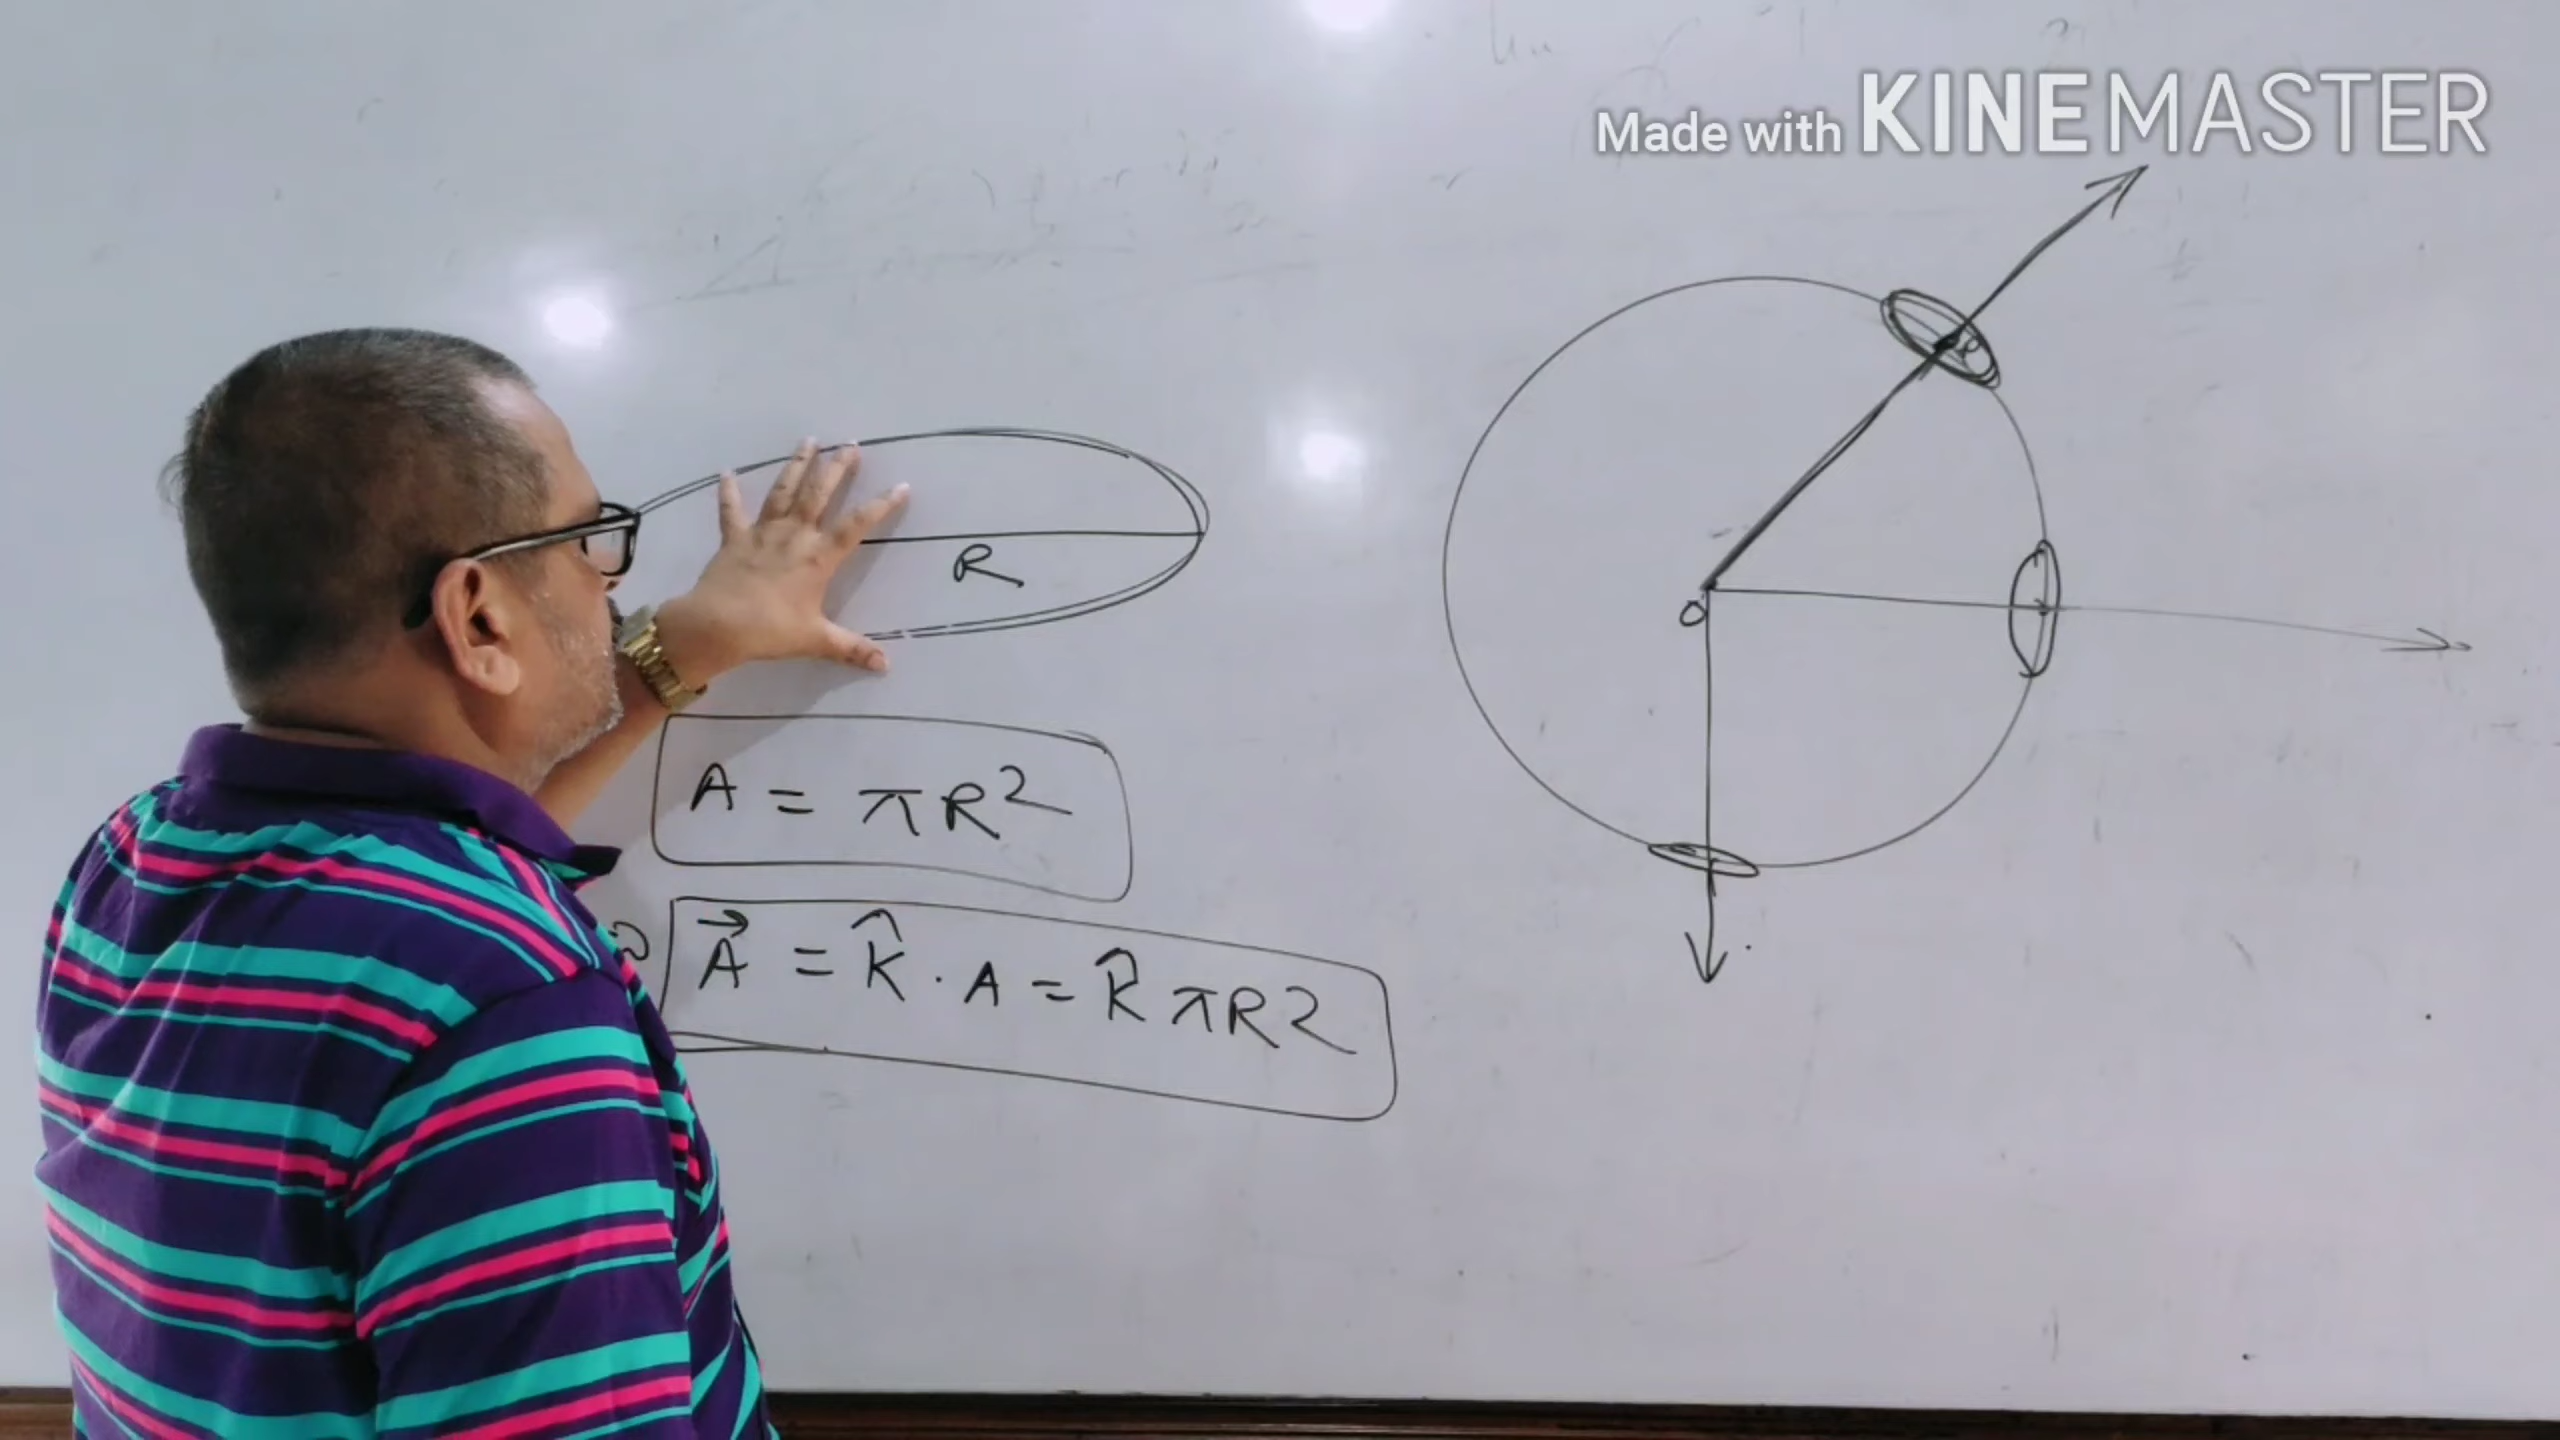 Made with KINEMASTER
R
O
A = πR²
A⃗ = K̂ . A = K̂ πR2